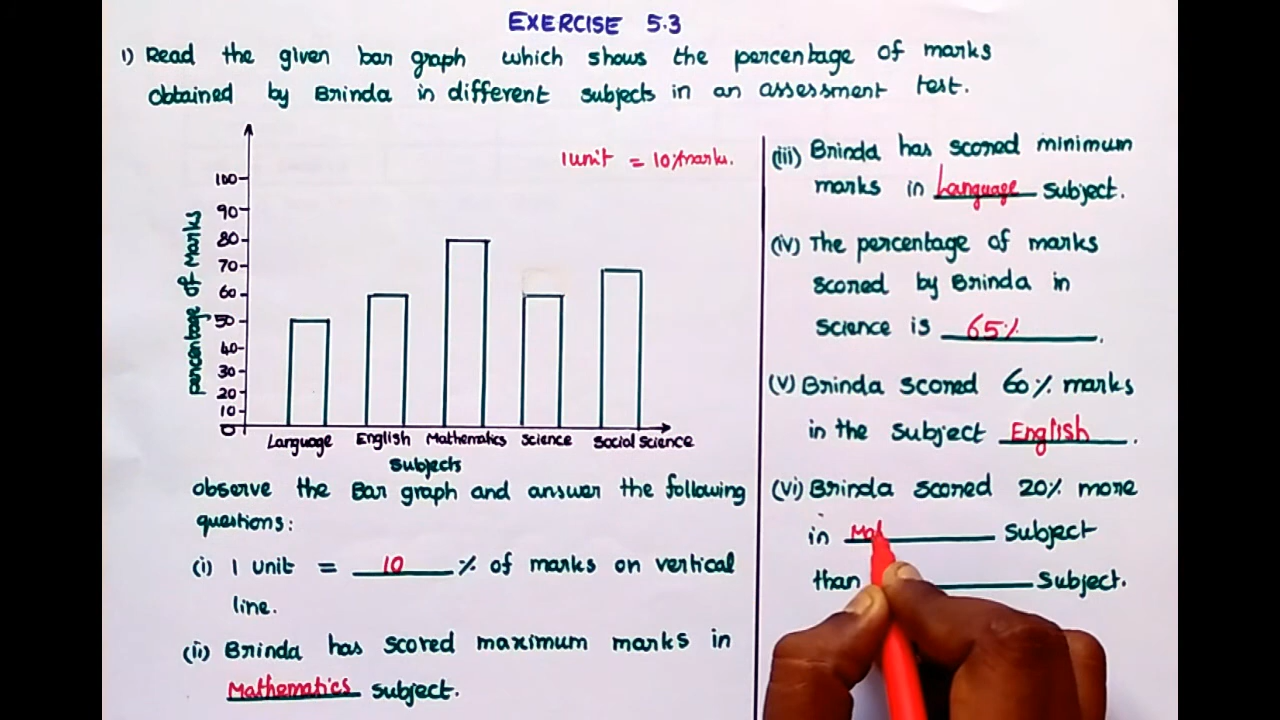 EXERCISE 5.3
1) Read the given bar graph which shows the percentage of marks
obtained by Brinda in different subjects in an assessment test.
1unit = 10%marks.
percentage of Marks
100
90
80
70
60
50
40
30
20
10
0
Language English Mathematics Science Social Science
Subjects
observe the Bar graph and answer the following
questions:
(i) 1 unit = 10 % of marks on vertical
line.
(ii) Brinda has scored maximum marks in
Mathematics subject.
(iii) Brinda has scored minimum
marks in Language subject.
(iv) The percentage of marks
scored by Brinda in
science is 65%.
(v) Brinda scored 60% marks
in the subject English.
(vi) Brinda scored 20% more
in Mat subject
than subject.